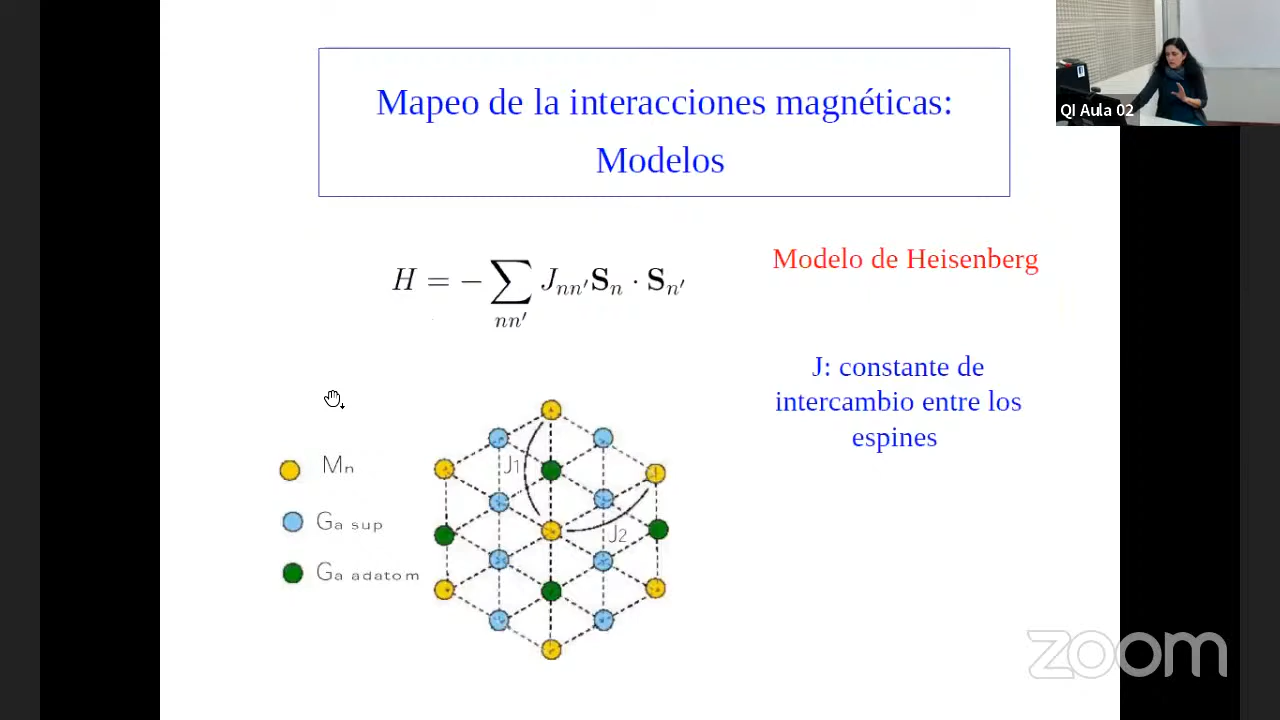 Mapeo de la interacciones magnéticas:
Modelos
QI Aula 02
H = − ∑ J_{nn'} S_n · S_{n'}
nn'
Modelo de Heisenberg
J: constante de
intercambio entre los
espines
Mn
Ga sup
Ga adatom
J1
J2
zoom